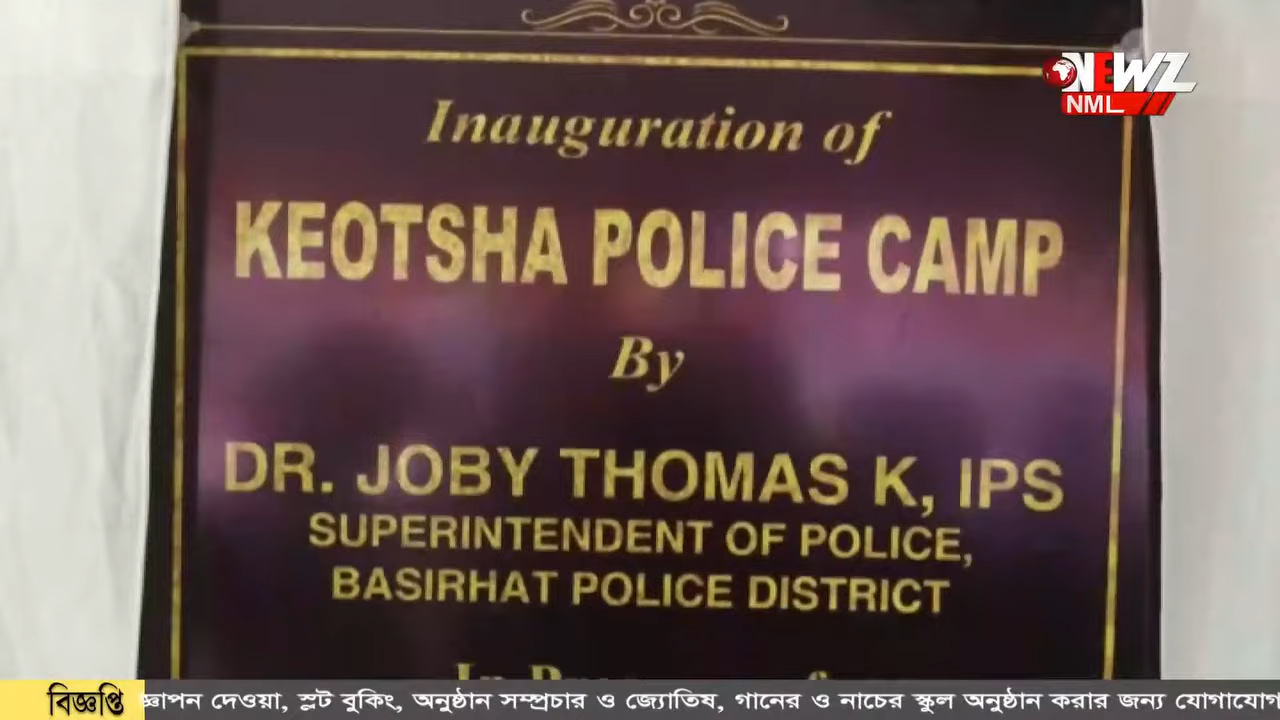 NEWZ
NML
Inauguration of
KEOTSHA POLICE CAMP
By
DR. JOBY THOMAS K, IPS
SUPERINTENDENT OF POLICE,
BASIRHAT POLICE DISTRICT
বিজ্ঞপ্তি
দেওয়া, স্লট বুকিং, অনুষ্ঠান সম্প্রচার ও জ্যোতিষ, গানের ও নাচের স্কুল অনুষ্ঠান করার জন্য